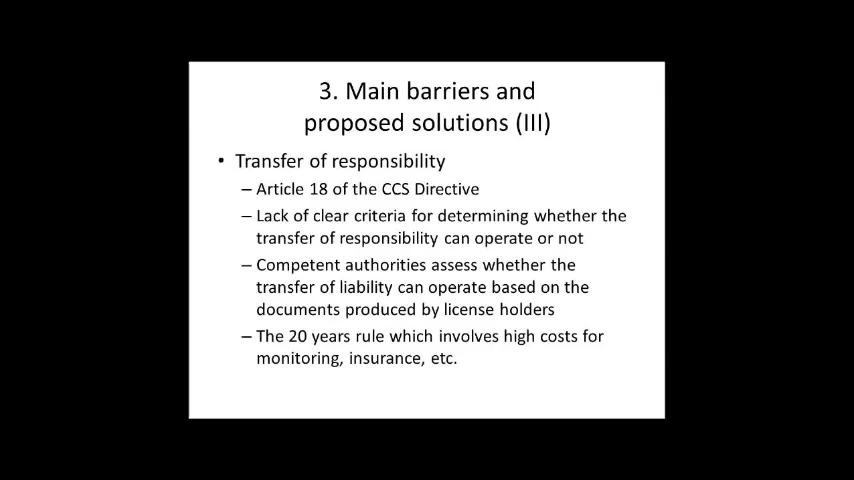 3. Main barriers and
proposed solutions (III)
• Transfer of responsibility
– Article 18 of the CCS Directive
– Lack of clear criteria for determining whether the
transfer of responsibility can operate or not
– Competent authorities assess whether the
transfer of liability can operate based on the
documents produced by license holders
– The 20 years rule which involves high costs for
monitoring, insurance, etc.